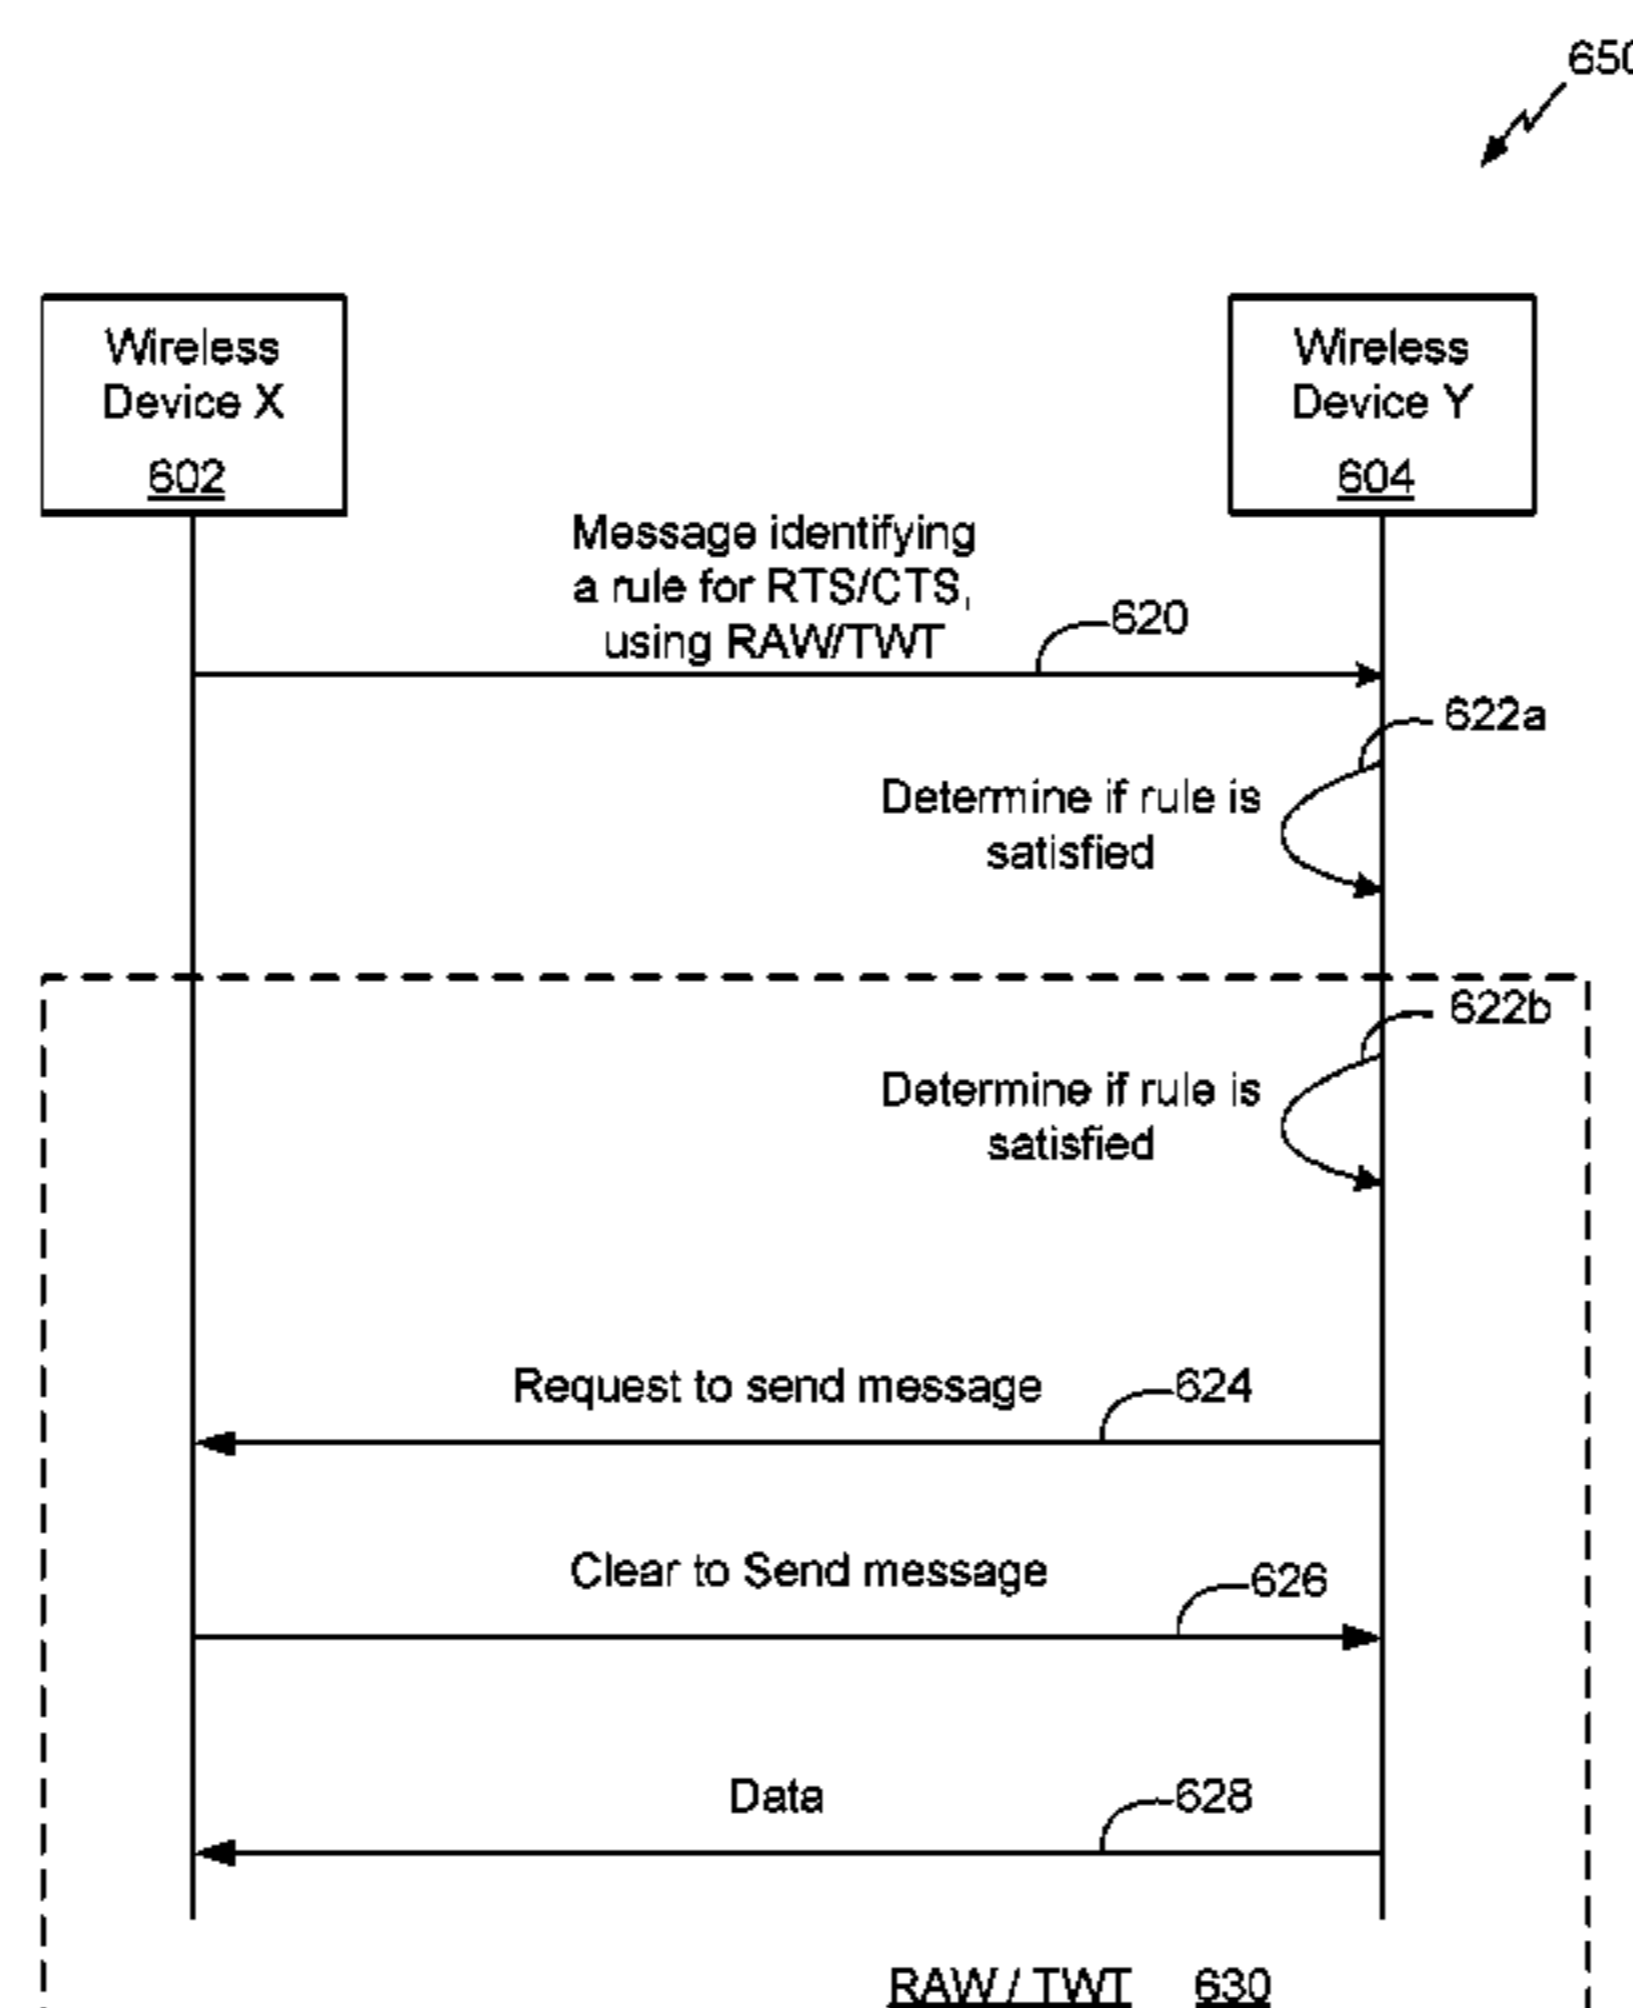 650
Wireless
Device X
602
Wireless
Device Y
604
Message identifying
a rule for RTS/CTS,
using RAW/TWT
620
622a
Determine if rule is
satisfied
622b
Determine if rule is
satisfied
Request to send message
624
Clear to Send message
626
Data
628
RAW / TWT 630